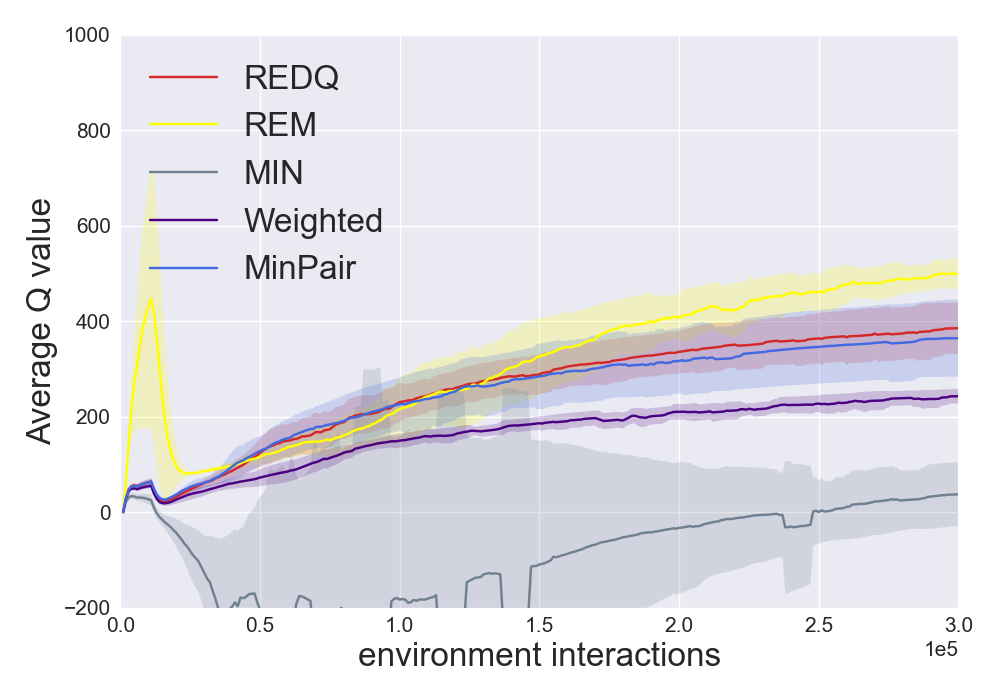 1000
800
600
400
200
0
−200
Average Q value
REDQ
REM
MIN
Weighted
MinPair
0.0 0.5 1.0 1.5 2.0 2.5 3.0
1e5
environment interactions